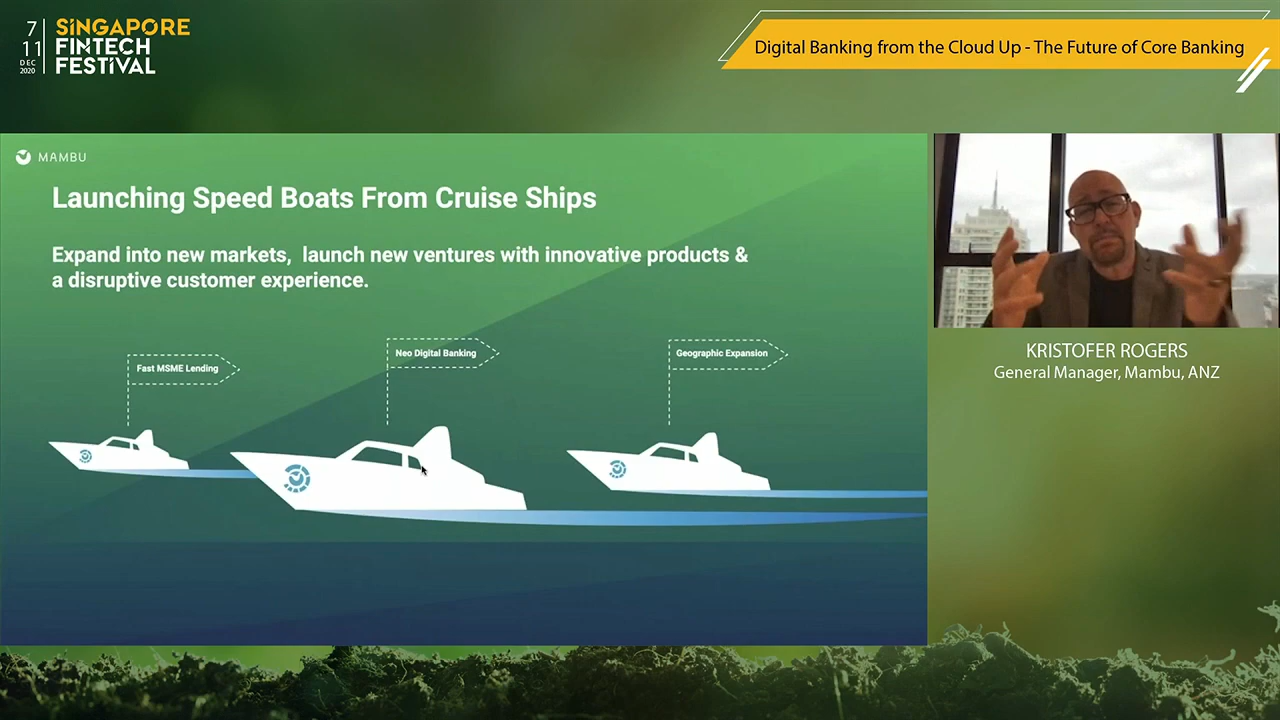 7
11
DEC
2020
SiNGAPORE
FiNTECH
FESTiVAL
Digital Banking from the Cloud Up - The Future of Core Banking
MAMBU
Launching Speed Boats From Cruise Ships
Expand into new markets, launch new ventures with innovative products &
a disruptive customer experience.
Fast MSME Lending
Neo Digital Banking
Geographic Expansion
KRISTOFER ROGERS
General Manager, Mambu, ANZ